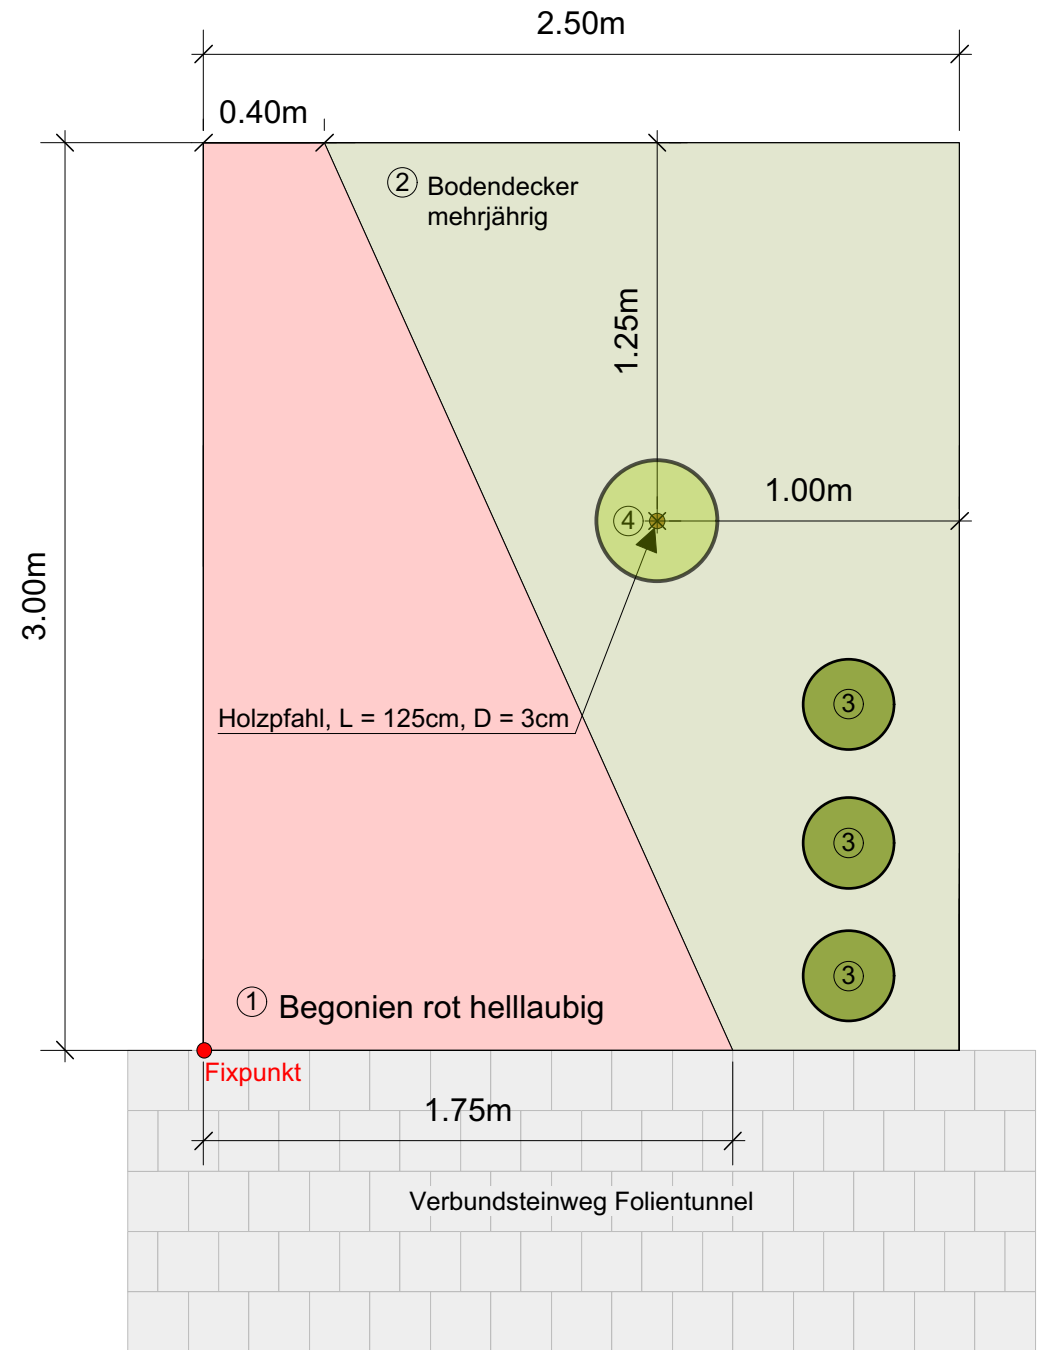 2.50m
0.40m
② Bodendecker
mehrjährig
1.25m
1.00m
④
3.00m
③
Holzpfahl, L = 125cm, D = 3cm
③
③
① Begonien rot helllaubig
Fixpunkt
1.75m
Verbundsteinweg Folientunnel